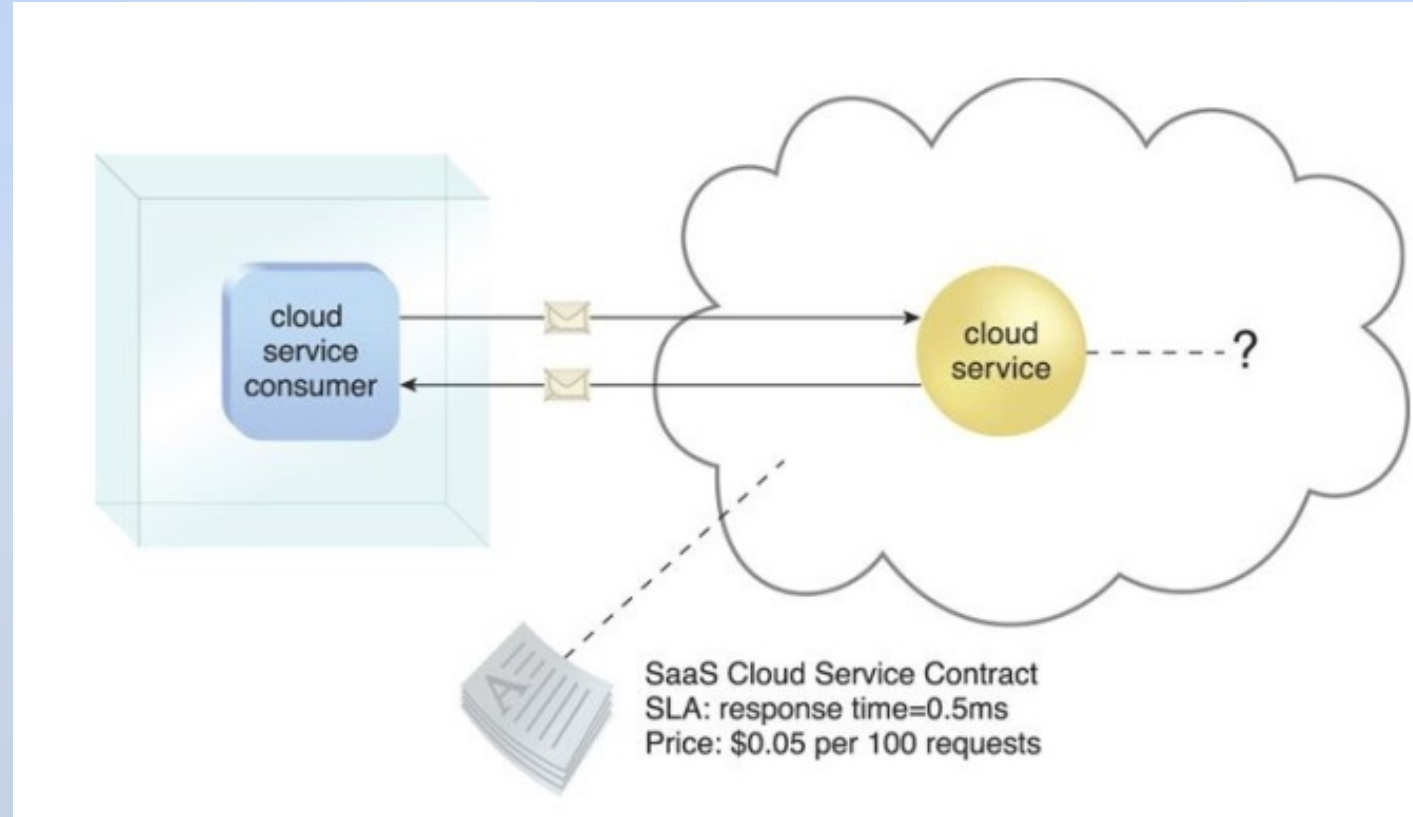 cloud
service
consumer
cloud
service
?
A
SaaS Cloud Service Contract
SLA: response time=0.5ms
Price: $0.05 per 100 requests